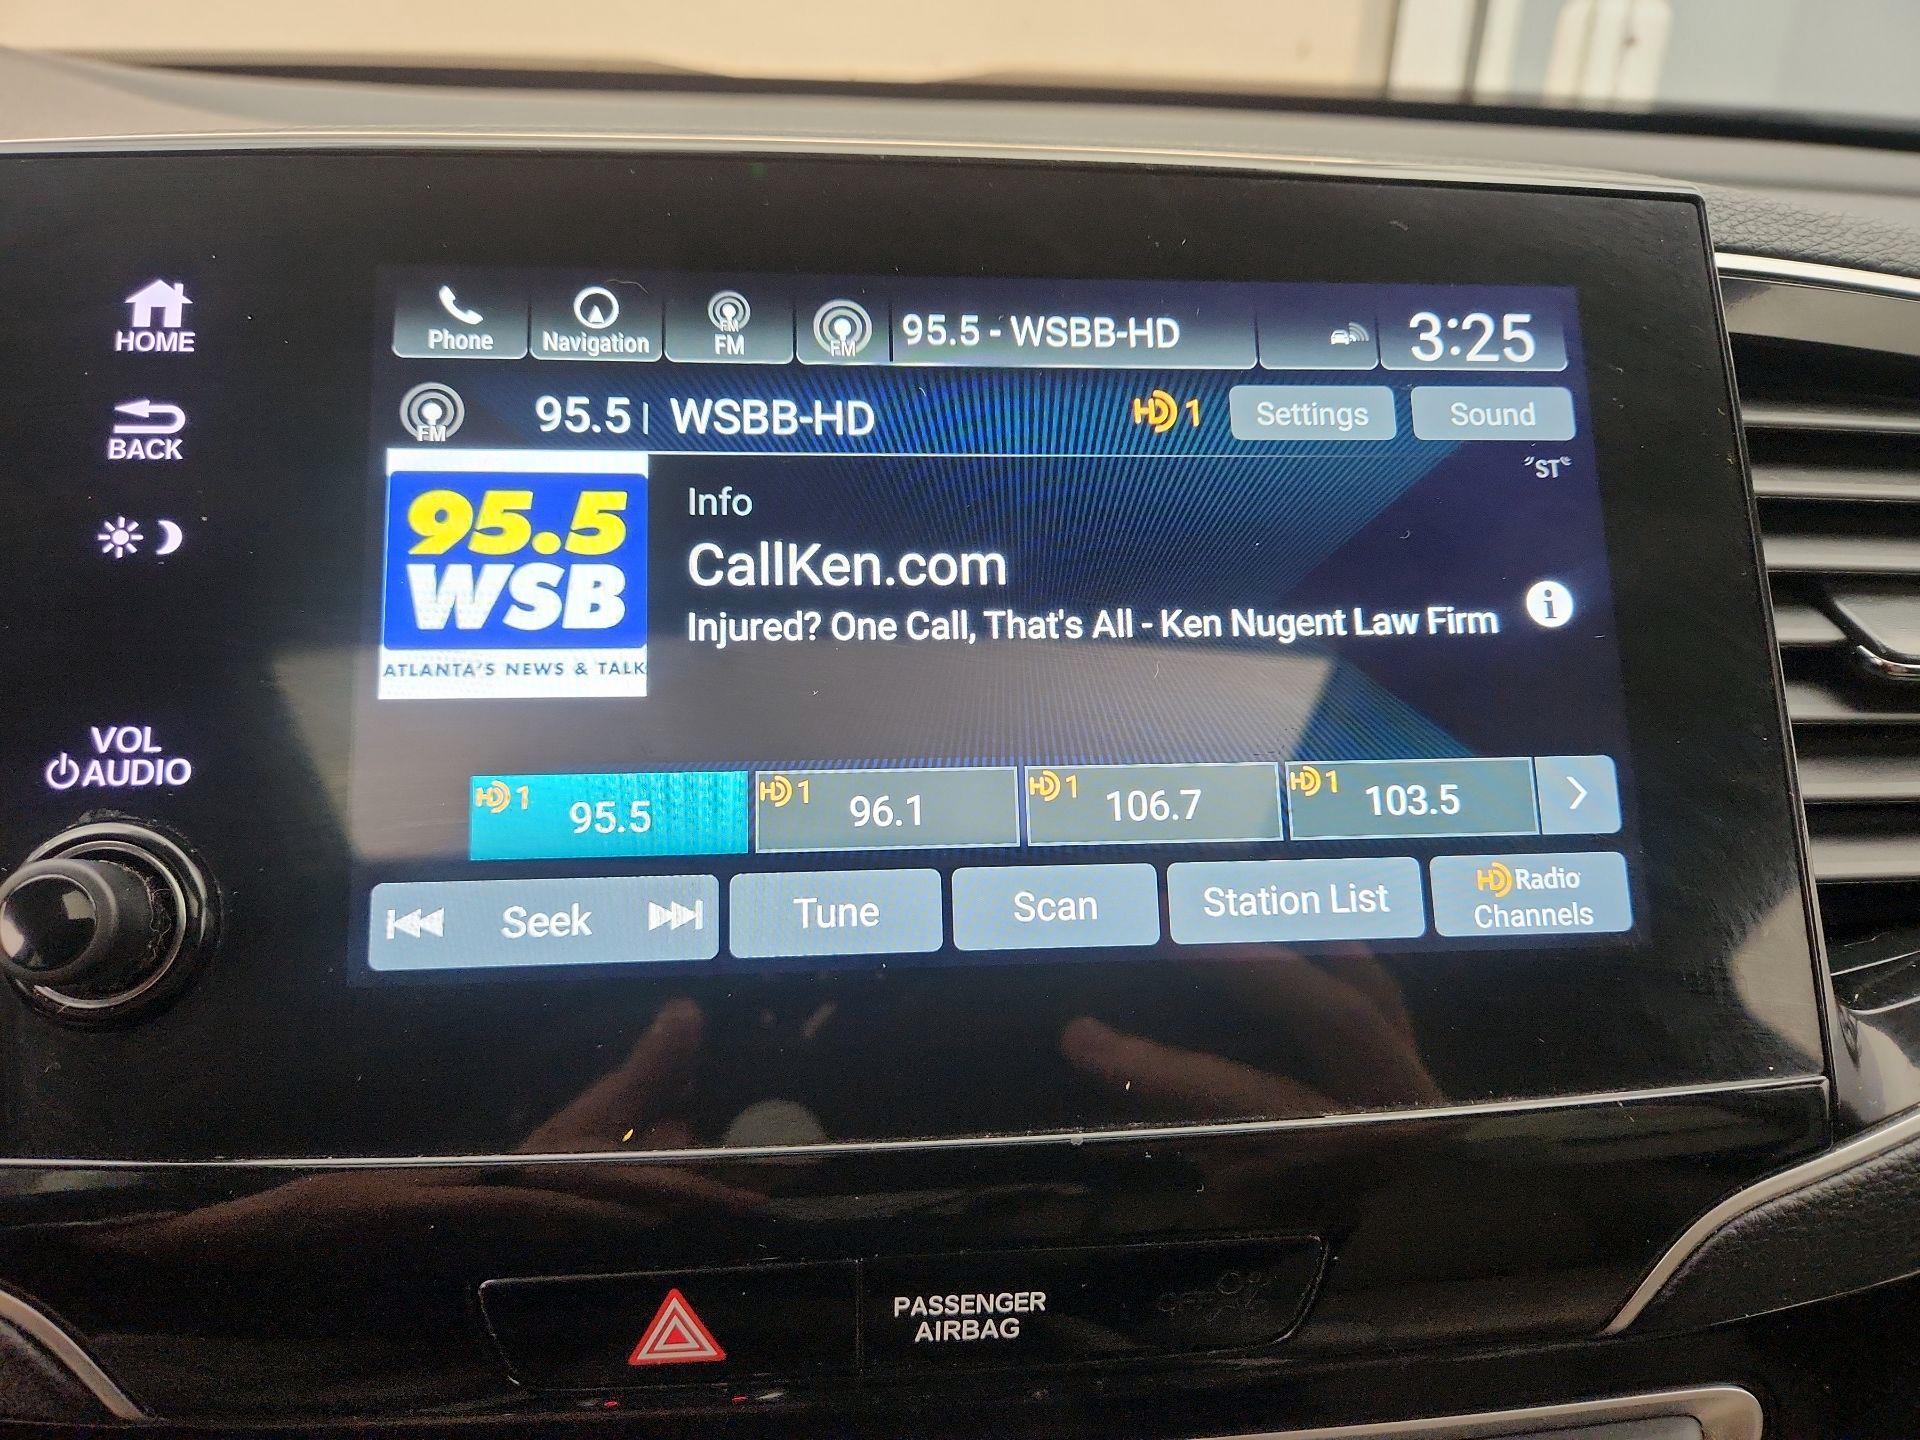 HOME
BACK
VOL
AUDIO
Phone
Navigation
FM
FM
FM
95.5 - WSBB-HD
3:25
FM
95.5 | WSBB-HD
HD 1
Settings
Sound
"ST"
95.5
WSB
ATLANTA'S NEWS & TALK
Info
CallKen.com
Injured? One Call, That's All - Ken Nugent Law Firm
i
HD 1 95.5
HD 1 96.1
HD 1 106.7
HD 1 103.5
Seek
Tune
Scan
Station List
HD Radio
Channels
PASSENGER
AIRBAG